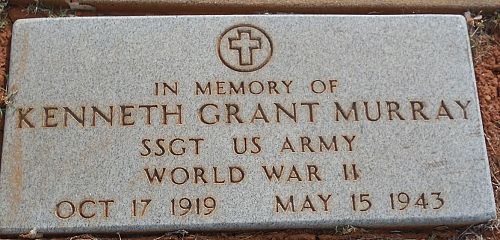 IN MEMORY OF
KENNETH GRANT MURRAY
SSGT US ARMY
WORLD WAR II
OCT 17 1919 MAY 15 1943